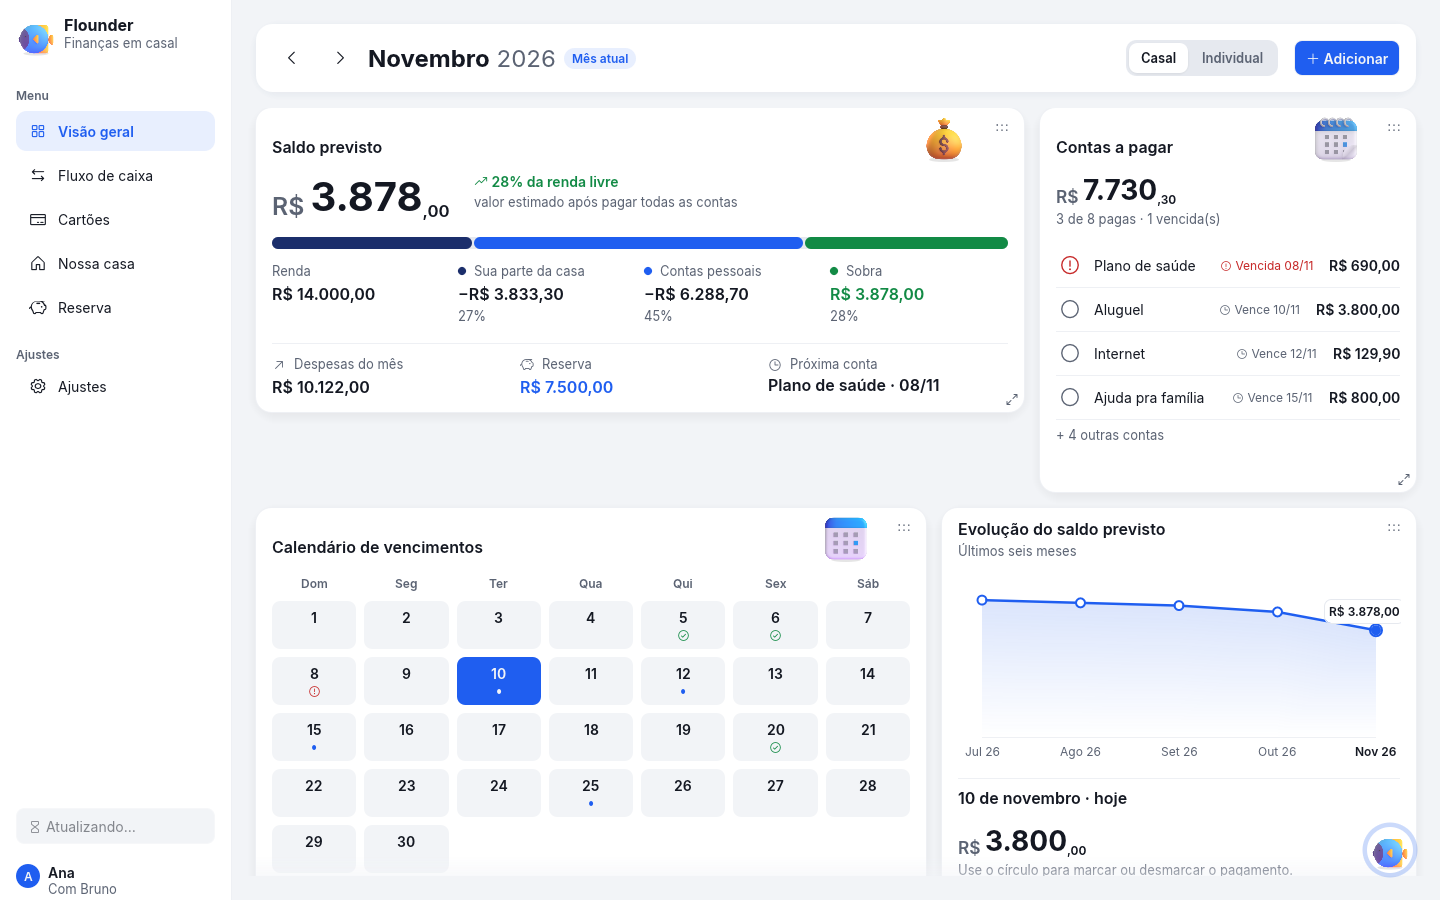 Flounder
Finanças em casal
Menu
Visão geral
Fluxo de caixa
Cartões
Nossa casa
Reserva
Ajustes
Ajustes
Atualizando...
A
Ana
Com Bruno
Novembro 2026 Mês atual
Casal Individual
+ Adicionar
Saldo previsto
R$ 3.878,00
28% da renda livre
valor estimado após pagar todas as contas
Renda
R$ 14.000,00
Sua parte da casa
−R$ 3.833,30
27%
Contas pessoais
−R$ 6.288,70
45%
Sobra
R$ 3.878,00
28%
Despesas do mês
R$ 10.122,00
Reserva
R$ 7.500,00
Próxima conta
Plano de saúde · 08/11
Contas a pagar
R$ 7.730,30
3 de 8 pagas · 1 vencida(s)
Plano de saúde Vencida 08/11 R$ 690,00
Aluguel Vence 10/11 R$ 3.800,00
Internet Vence 12/11 R$ 129,90
Ajuda pra família Vence 15/11 R$ 800,00
+ 4 outras contas
Calendário de vencimentos
Dom Seg Ter Qua Qui Sex Sáb
1 2 3 4 5 6 7
8 9 10 11 12 13 14
15 16 17 18 19 20 21
22 23 24 25 26 27 28
29 30
Evolução do saldo previsto
Últimos seis meses
R$ 3.878,00
Jul 26 Ago 26 Set 26 Out 26 Nov 26
10 de novembro · hoje
R$ 3.800,00
Use o círculo para marcar ou desmarcar o pagamento.